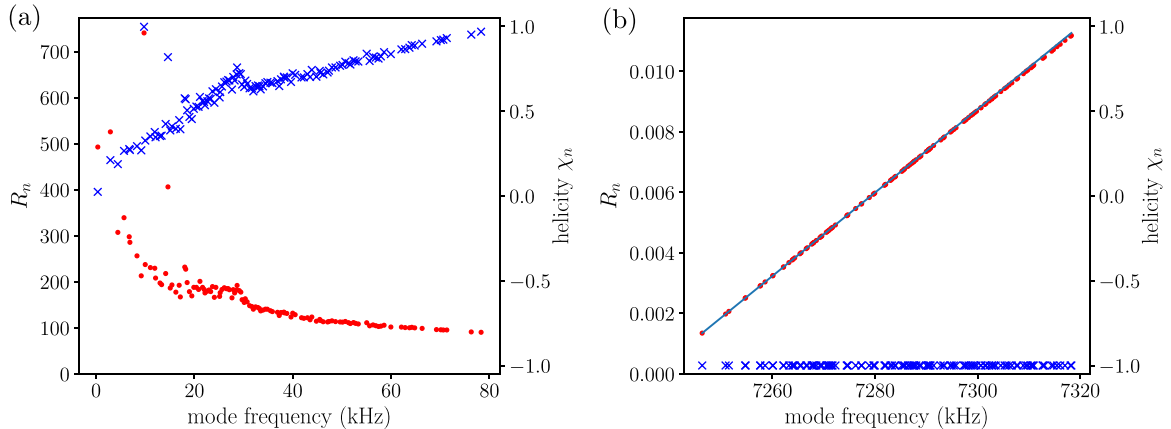 (a)
R_n
700
600
500
400
300
200
100
0
0 20 40 60 80
mode frequency (kHz)
1.0
0.5
0.0
−0.5
−1.0
helicity χ_n
(b)
R_n
0.010
0.008
0.006
0.004
0.002
0.000
7260 7280 7300 7320
mode frequency (kHz)
1.0
0.5
0.0
−0.5
−1.0
helicity χ_n